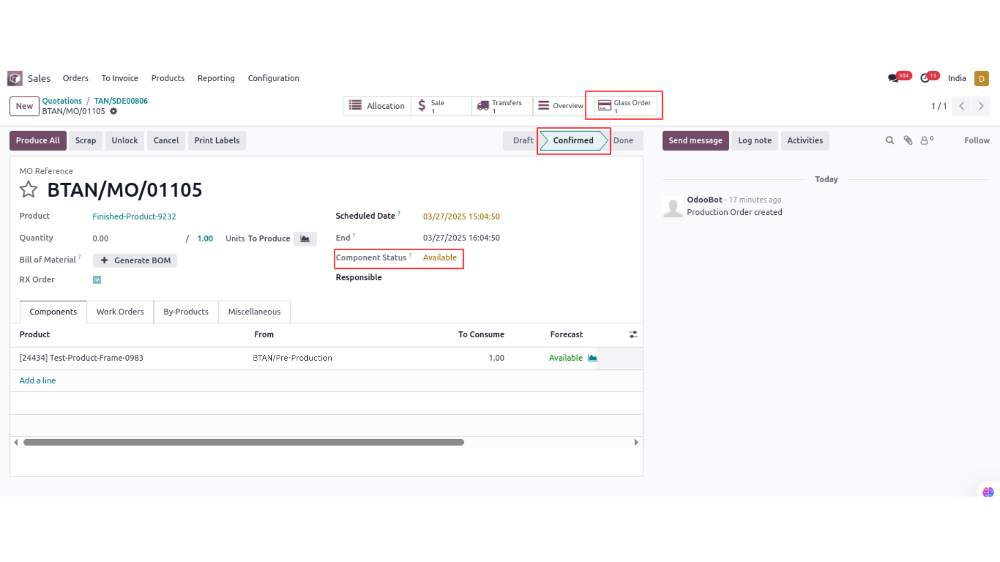 Sales Orders To Invoice Products Reporting Configuration 304 13 India D
New Quotations / TAN/SDE00806
BTAN/MO/01105
Allocation
Sale
1
Transfers
1
Overview
Glass Order
1
1 / 1
Produce All Scrap Unlock Cancel Print Labels Draft Confirmed Done
Send message Log note Activities 0 Follow
MO Reference
BTAN/MO/01105
Product Finished-Product-9232
Quantity 0.00 / 1.00 Units To Produce
Bill of Material ? + Generate BOM
RX Order
Scheduled Date ? 03/27/2025 15:04:50
End ? 03/27/2025 16:04:50
Component Status ? Available
Responsible
Components Work Orders By-Products Miscellaneous
Product From To Consume Forecast
[24434] Test-Product-Frame-0983 BTAN/Pre-Production 1.00 Available
Add a line
Today
OdooBot - 17 minutes ago
Production Order created